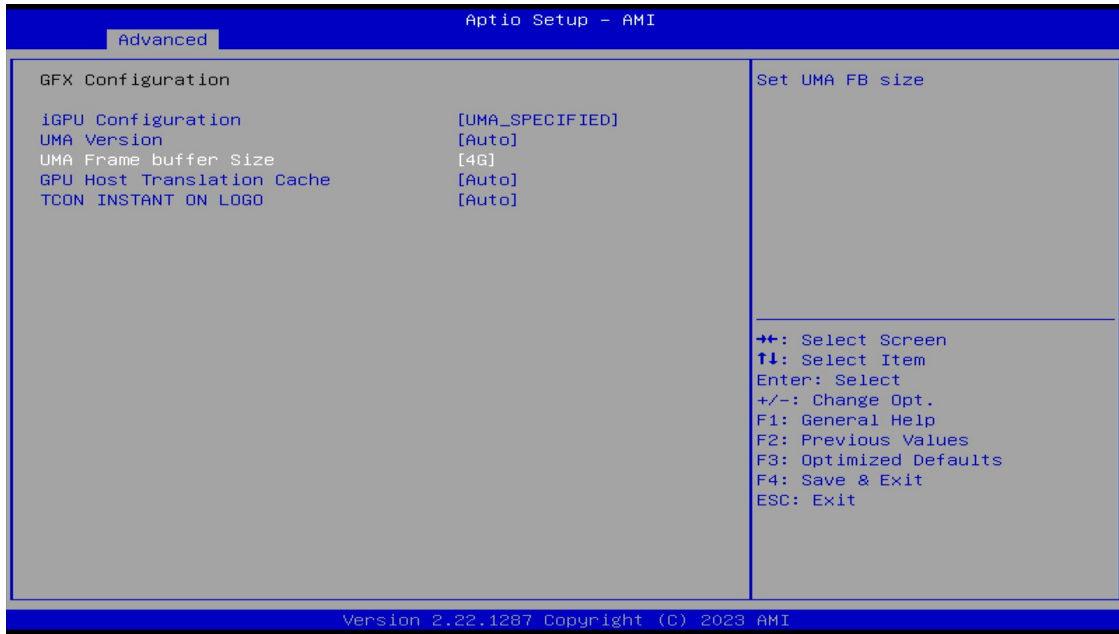 Aptio Setup - AMI
Advanced
GFX Configuration
iGPU Configuration [UMA_SPECIFIED]
UMA Version [Auto]
UMA Frame buffer Size [4G]
GPU Host Translation Cache [Auto]
TCON INSTANT ON LOGO [Auto]
Set UMA FB size
→←: Select Screen
↑↓: Select Item
Enter: Select
+/-: Change Opt.
F1: General Help
F2: Previous Values
F3: Optimized Defaults
F4: Save & Exit
ESC: Exit
Version 2.22.1287 Copyright (C) 2023 AMI